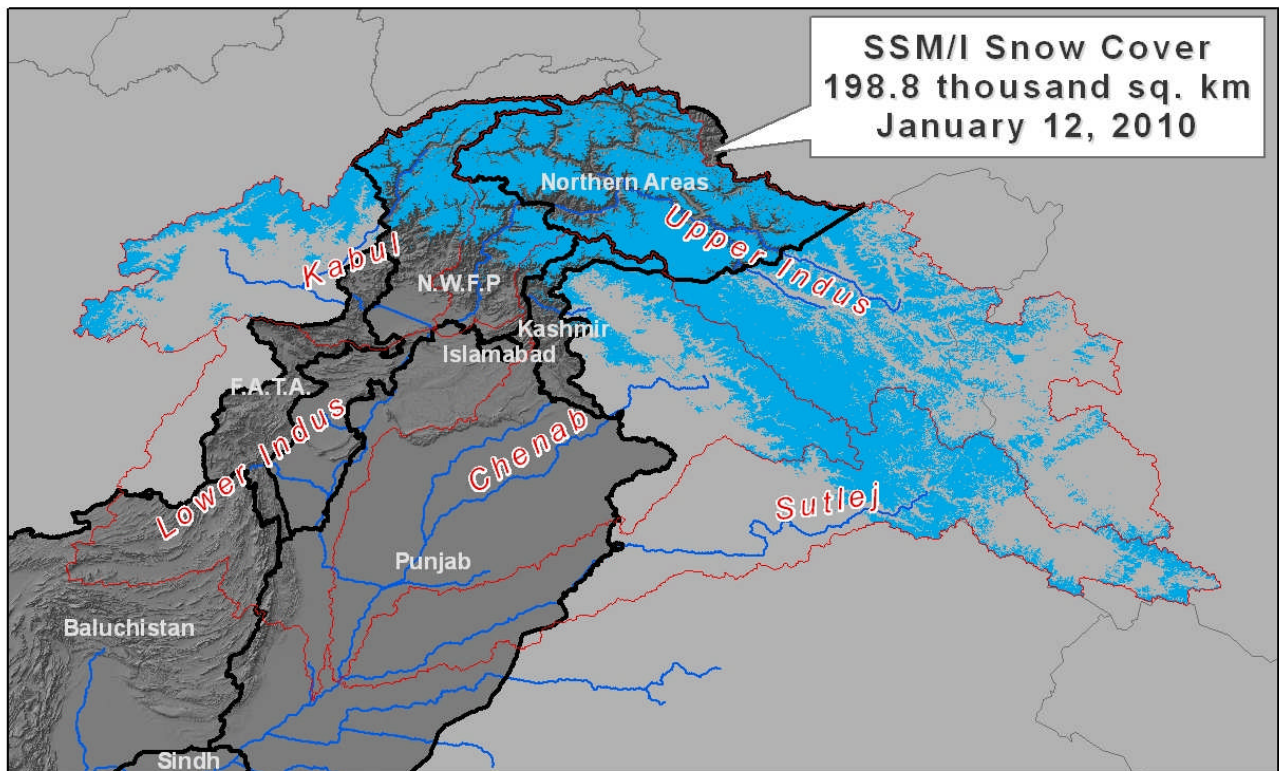 SSM/I Snow Cover
198.8 thousand sq. km
January 12, 2010
Northern Areas
Upper Indus
Kabul
N.W.F.P
Kashmir
Islamabad
F.A.T.A.
Lower Indus
Chenab
Sutlej
Punjab
Baluchistan
Sindh